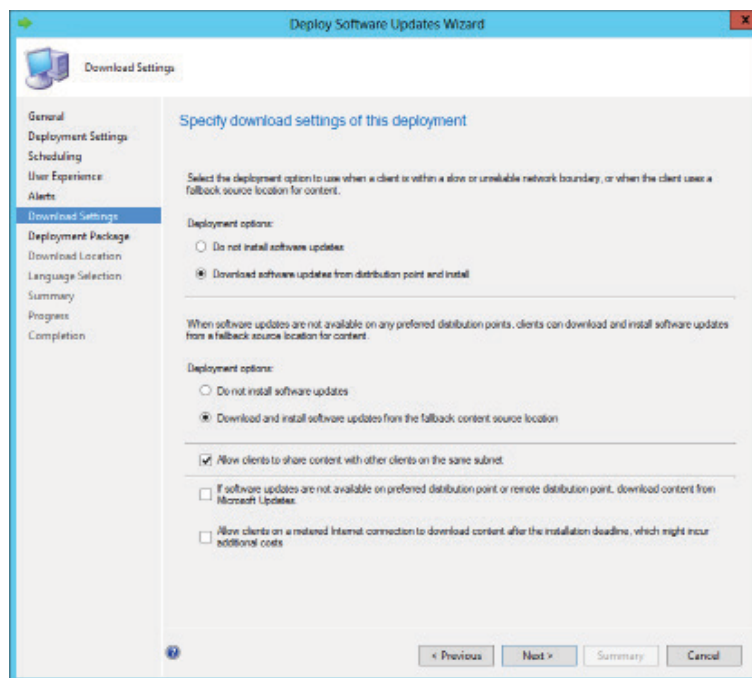 Deploy Software Updates Wizard
x
Download Settings
General
Deployment Settings
Scheduling
User Experience
Alerts
Download Settings
Deployment Package
Download Location
Language Selection
Summary
Progress
Completion
Specify download settings of this deployment
Select the deployment option to use when a client is within a slow or unreliable network boundary, or when the client uses a
fallback source location for content.
Deployment options:
Do not install software updates
Download software updates from distribution point and install
When software updates are not available on any preferred distribution points, clients can download and install software updates
from a fallback source location for content.
Deployment options:
Do not install software updates
Download and install software updates from the fallback content source location
Allow clients to share content with other clients on the same subnet
If software updates are not available on preferred distribution point or remote distribution point, download content from
Microsoft Updates.
Allow clients on a metered Internet connection to download content after the installation deadline, which might incur
additional costs
?
< Previous
Next >
Summary
Cancel